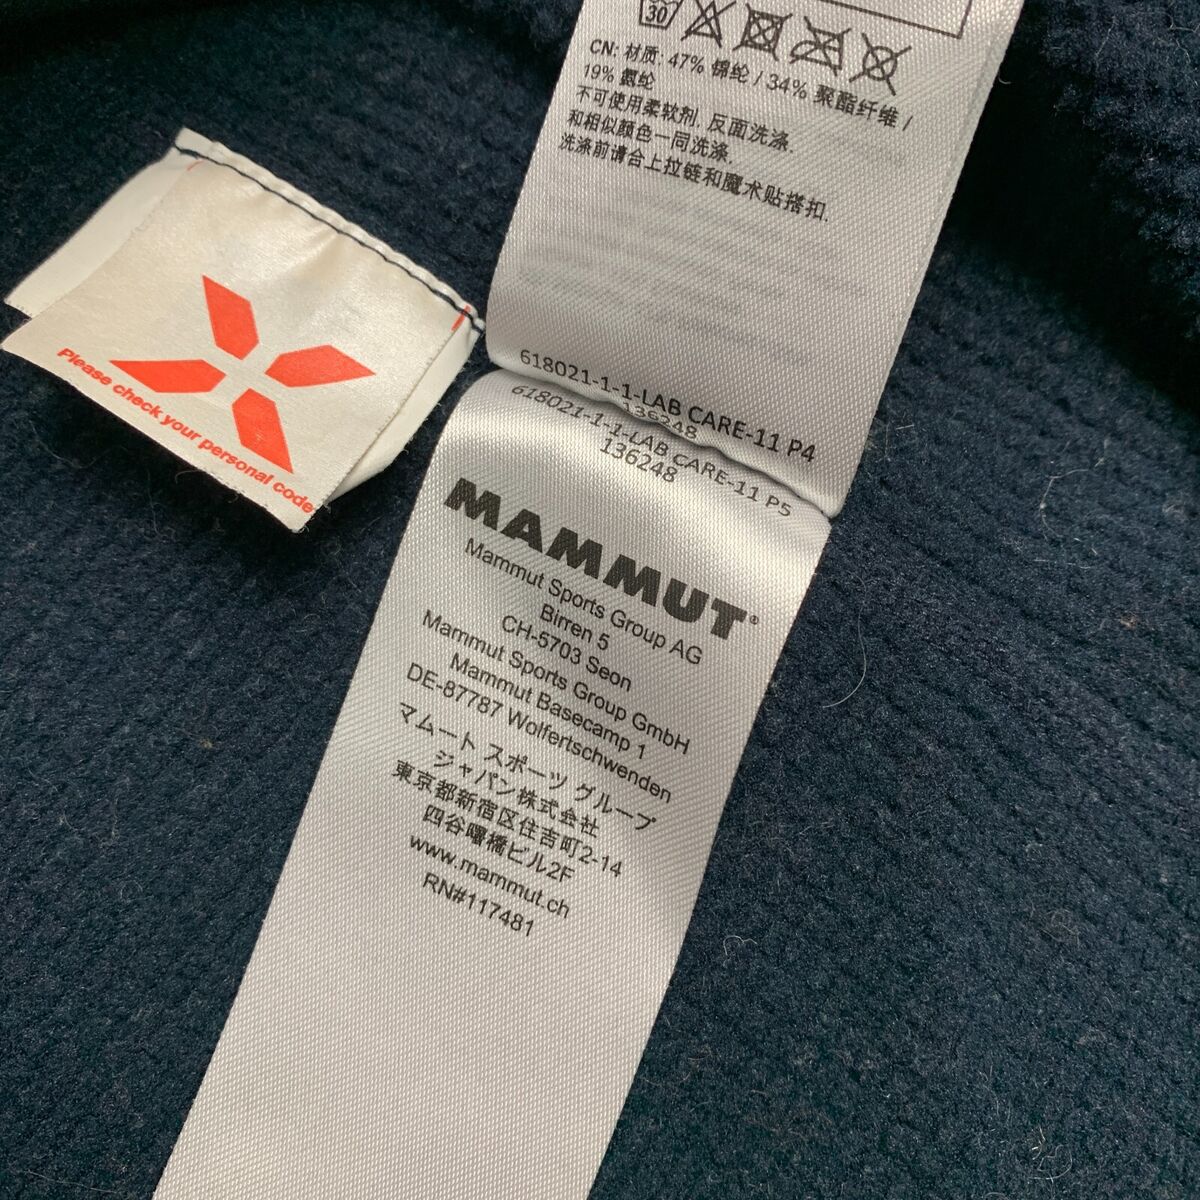 30
CN: 材质: 47% 锦纶 / 34% 聚酯纤维 /
19% 氨纶
不可使用柔软剂. 反面洗涤.
和相似颜色一同洗涤.
洗涤前请合上拉链和魔术贴搭扣.
618021-1-1-LAB CARE-11 P4
136248
618021-1-1-LAB CARE-11 P5
136248
MAMMUT®
Mammut Sports Group AG
Birren 5
CH-5703 Seon
Mammut Sports Group GmbH
Mammut Basecamp 1
DE-87787 Wolfertschwenden
マムート スポーツ グループ
ジャパン株式会社
東京都新宿区住吉町2-14
四谷曙橋ビル2F
www.mammut.ch
RN#117481
Please check your personal code